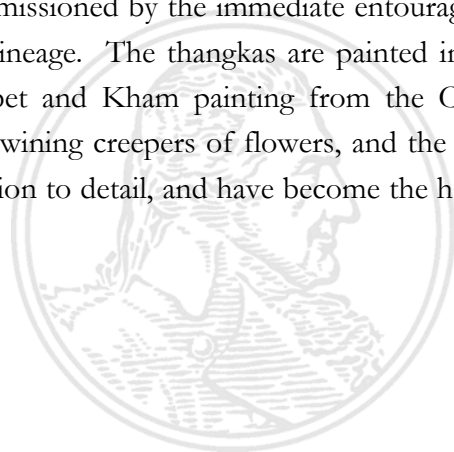 missioned by the immediate entourag
ineage. The thangkas are painted in
bet and Kham painting from the C
wining creepers of flowers, and the
ion to detail, and have become the h